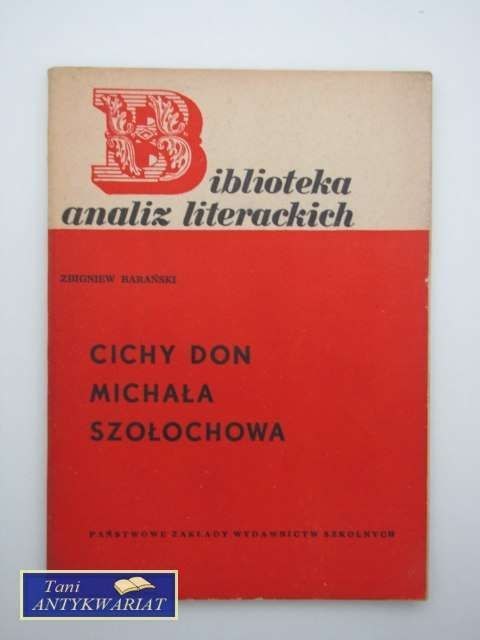 Biblioteka
analiz literackich
ZBIGNIEW BARAŃSKI
CICHY DON
MICHAŁA
SZOŁOCHOWA
PAŃSTWOWE ZAKŁADY WYDAWNICTW SZKOLNYCH
Tani
ANTYKWARIAT